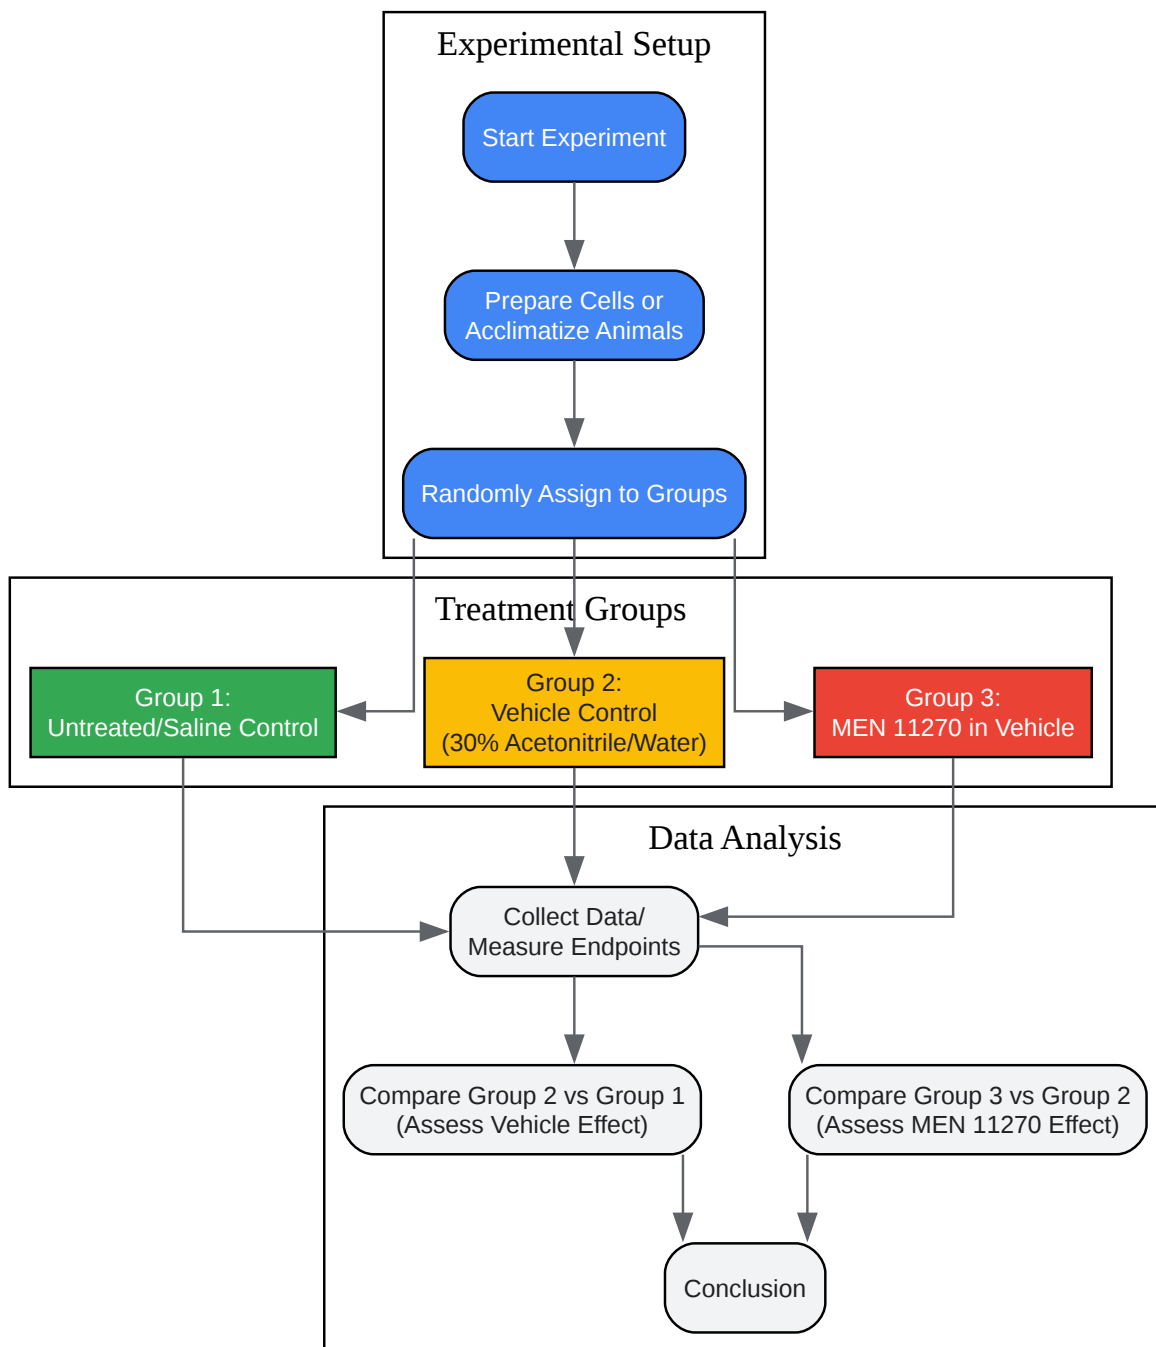 Experimental Setup
Start Experiment
Prepare Cells or
Acclimatize Animals
Randomly Assign to Groups
Treatment Groups
Group 1:
Untreated/Saline Control
Group 2:
Vehicle Control
(30% Acetonitrile/Water)
Group 3:
MEN 11270 in Vehicle
Data Analysis
Collect Data/
Measure Endpoints
Compare Group 2 vs Group 1
(Assess Vehicle Effect)
Compare Group 3 vs Group 2
(Assess MEN 11270 Effect)
Conclusion